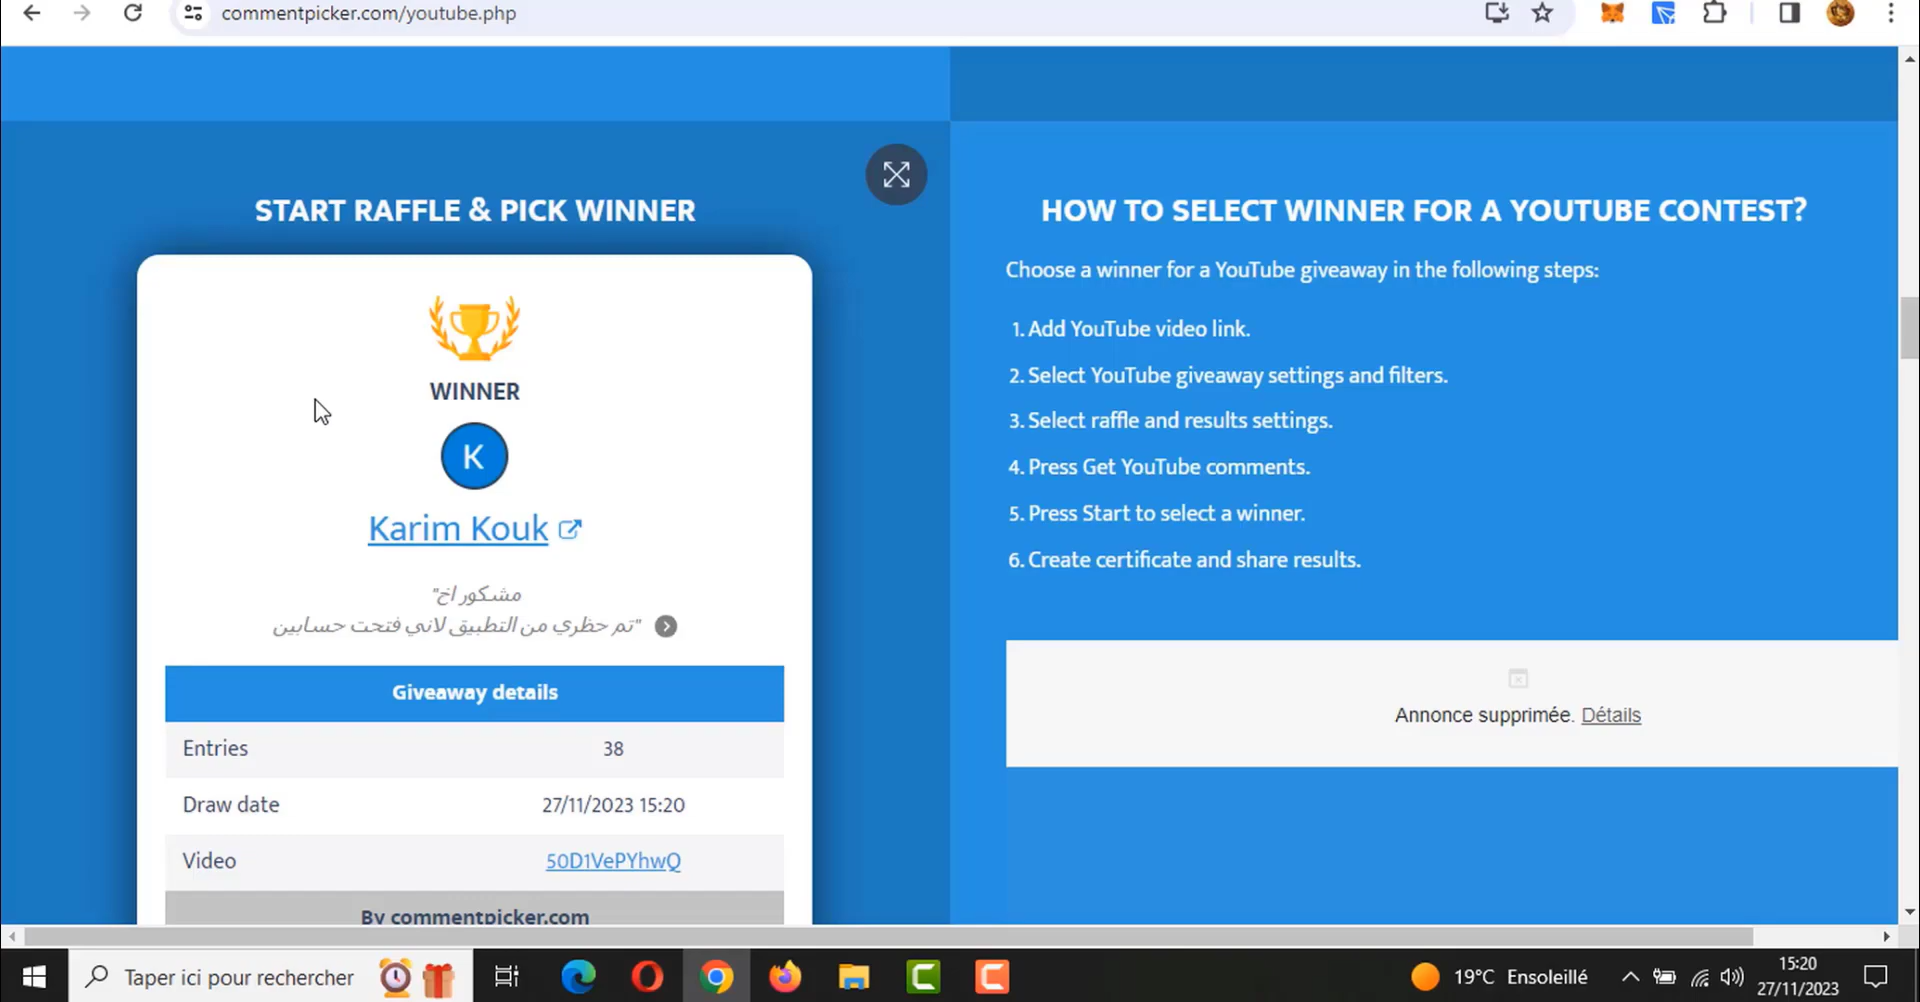 commentpicker.com/youtube.php
START RAFFLE & PICK WINNER
WINNER
K
Karim Kouk
"مشكور اخ
تم حظري من التطبيق لاني فتحت حسابين"
Giveaway details
Entries 38
Draw date 27/11/2023 15:20
Video 50D1VePYhwQ
By commentpicker.com
HOW TO SELECT WINNER FOR A YOUTUBE CONTEST?
Choose a winner for a YouTube giveaway in the following steps:
1. Add YouTube video link.
2. Select YouTube giveaway settings and filters.
3. Select raffle and results settings.
4. Press Get YouTube comments.
5. Press Start to select a winner.
6. Create certificate and share results.
Annonce supprimée. Détails
Taper ici pour rechercher
19°C Ensoleillé
15:20
27/11/2023